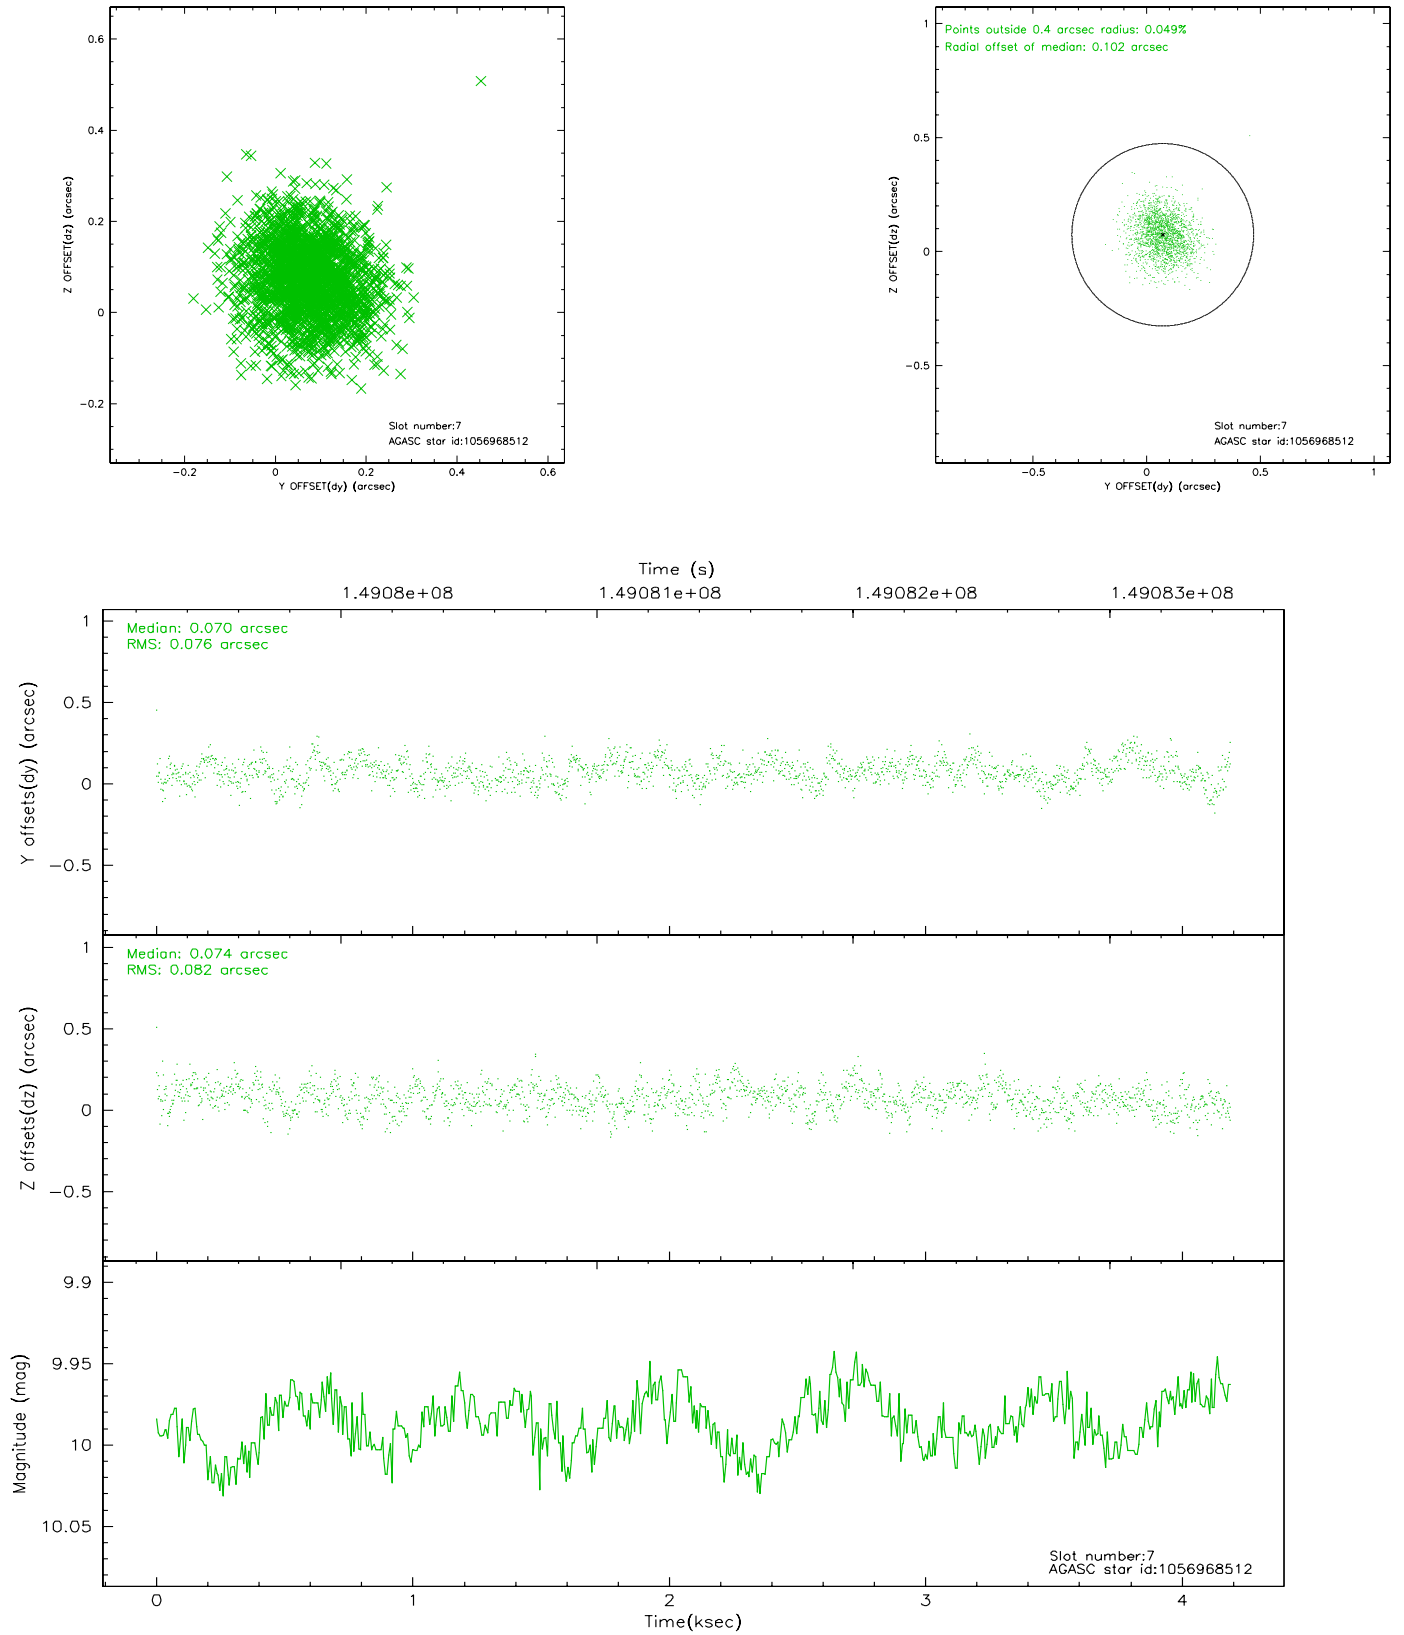 0.6
0.4
0.2
0
−0.2
Z OFFSET(dz) (arcsec)
Slot number:7
AGASC star id:1056968512
−0.2 0 0.2 0.4 0.6
Y OFFSET(dy) (arcsec)
Points outside 0.4 arcsec radius: 0.049%
Radial offset of median: 0.102 arcsec
1
0.5
0
−0.5
Z OFFSET(dz) (arcsec)
Slot number:7
AGASC star id:1056968512
−0.5 0 0.5 1
Y OFFSET(dy) (arcsec)
Time (s)
1.4908e+08 1.49081e+08 1.49082e+08 1.49083e+08
Median: 0.070 arcsec
RMS: 0.076 arcsec
1
0.5
0
−0.5
Y offsets(dy) (arcsec)
Median: 0.074 arcsec
RMS: 0.082 arcsec
1
0.5
0
−0.5
Z offsets(dz) (arcsec)
9.9
9.95
10
10.05
Magnitude (mag)
Slot number:7
AGASC star id:1056968512
0 1 2 3 4
Time(ksec)